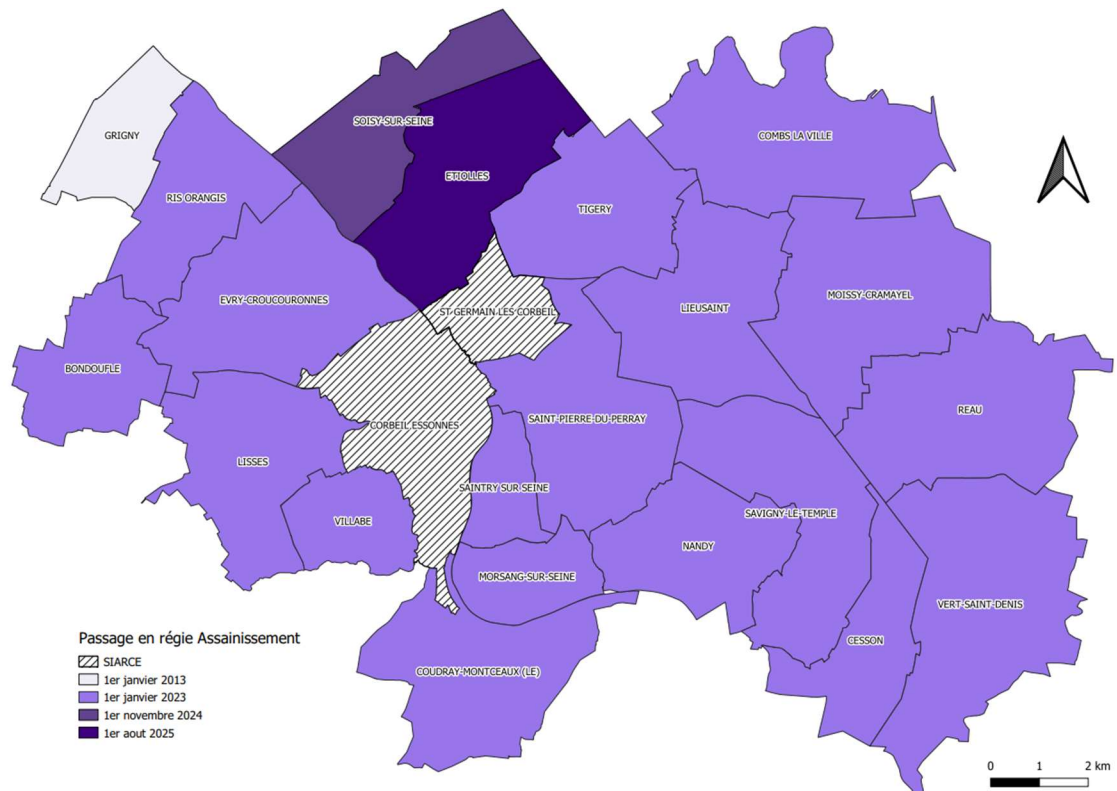 GRIGNY
SOISY-SUR-SEINE
COMBS LA VILLE
ETIOLLES
RIS ORANGIS
TIGERY
EVRY-CROUCOURONNES
MOISSY-CRAMAYEL
ST GERMAIN LES CORBEIL
LIEUSAINT
BONDOUFLE
REAU
SAINT-PIERRE-DU-PERRAY
CORBEIL ESSONNES
LISSES
SAINTRY SUR SEINE
SAVIGNY-LE-TEMPLE
VILLABE
NANDY
MORSANG-SUR-SEINE
VERT-SAINT-DENIS
CESSON
COUDRAY-MONTCEAUX (LE)
Passage en régie Assainissement
SIARCE
1er janvier 2013
1er janvier 2023
1er novembre 2024
1er aout 2025
0 1 2 km